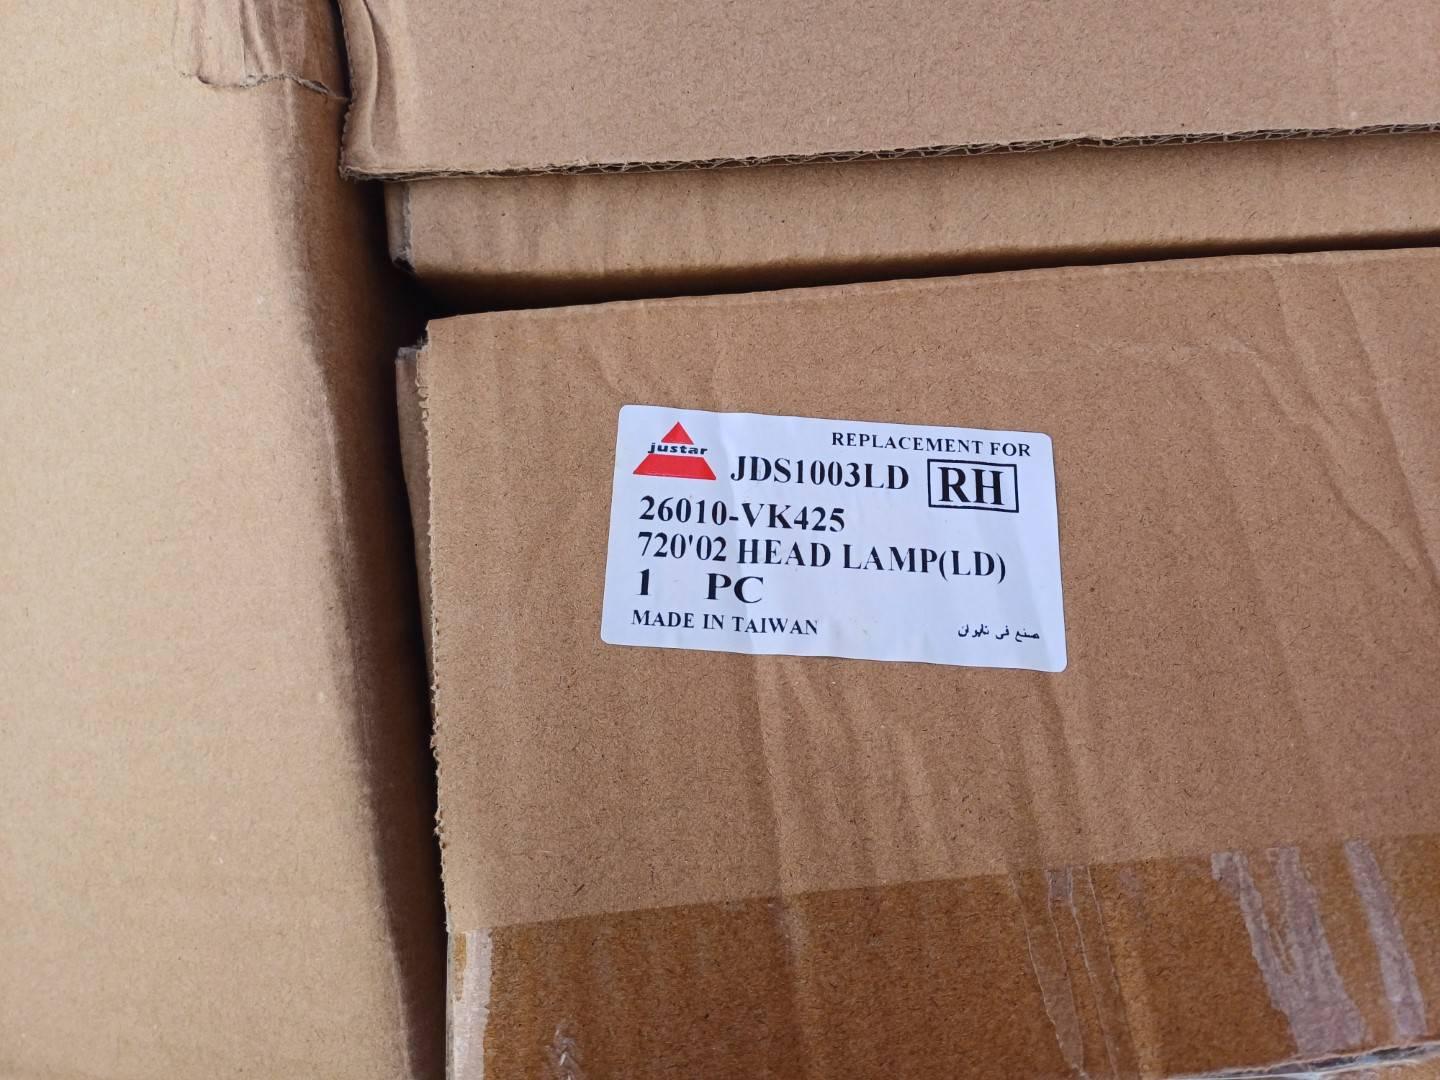 justar
REPLACEMENT FOR
JDS1003LD RH
26010-VK425
720'02 HEAD LAMP(LD)
1 PC
MADE IN TAIWAN
صنع في تايوان